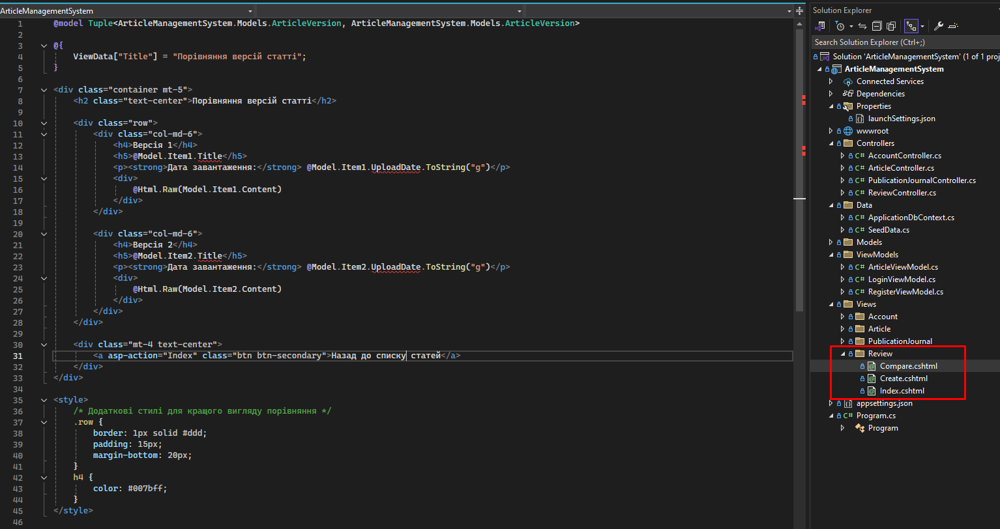 ArticleManagementSystem
1 @model Tuple<ArticleManagementSystem.Models.ArticleVersion, ArticleManagementSystem.Models.ArticleVersion>
2
3 @{
4 ViewData["Title"] = "Порівняння версій статті";
5 }
6
7 <div class="container mt-5">
8 <h2 class="text-center">Порівняння версій статті</h2>
9
10 <div class="row">
11 <div class="col-md-6">
12 <h4>Версія 1</h4>
13 <h5>@Model.Item1.Title</h5>
14 <p><strong>Дата завантаження:</strong> @Model.Item1.UploadDate.ToString("g")</p>
15 <div>
16 @Html.Raw(Model.Item1.Content)
17 </div>
18 </div>
19
20 <div class="col-md-6">
21 <h4>Версія 2</h4>
22 <h5>@Model.Item2.Title</h5>
23 <p><strong>Дата завантаження:</strong> @Model.Item2.UploadDate.ToString("g")</p>
24 <div>
25 @Html.Raw(Model.Item2.Content)
26 </div>
27 </div>
28 </div>
29
30 <div class="mt-4 text-center">
31 <a asp-action="Index" class="btn btn-secondary">Назад до списку статей</a>
32 </div>
33 </div>
34
35 <style>
36 /* Додаткові стилі для кращого вигляду порівняння */
37 .row {
38 border: 1px solid #ddd;
39 padding: 15px;
40 margin-bottom: 20px;
41 }
42 h4 {
43 color: #007bff;
44 }
45 </style>
46
Solution Explorer
Search Solution Explorer (Ctrl+;)
Solution 'ArticleManagementSystem' (1 of 1 proj
ArticleManagementSystem
Connected Services
Dependencies
Properties
launchSettings.json
wwwroot
Controllers
C# AccountController.cs
C# ArticleController.cs
C# PublicationJournalController.cs
C# ReviewController.cs
Data
C# ApplicationDbContext.cs
C# SeedData.cs
Models
ViewModels
C# ArticleViewModel.cs
C# LoginViewModel.cs
C# RegisterViewModel.cs
Views
Account
Article
PublicationJournal
Review
Compare.cshtml
Create.cshtml
Index.cshtml
appsettings.json
C# Program.cs
Program